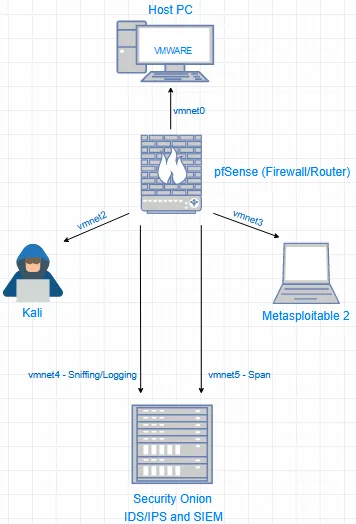 Host PC
VMWARE
vmnet0
pfSense (Firewall/Router)
vmnet2
vmnet3
Kali
Metasploitable 2
vmnet4 - Sniffing/Logging
vmnet5 - Span
Security Onion
IDS/IPS and SIEM